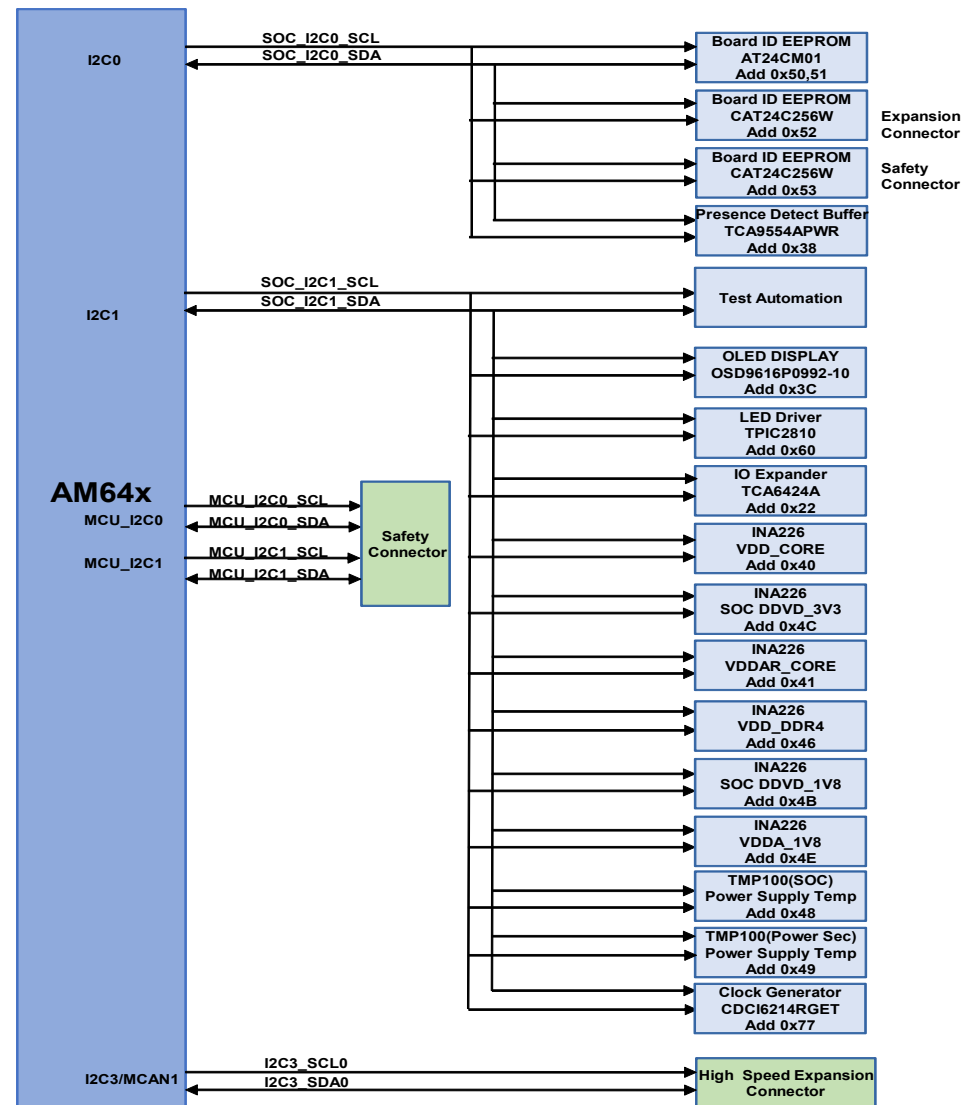 I2C0
SOC_I2C0_SCL
SOC_I2C0_SDA
Board ID EEPROM
AT24CM01
Add 0x50,51
Board ID EEPROM
CAT24C256W
Add 0x52
Expansion
Connector
Board ID EEPROM
CAT24C256W
Add 0x53
Safety
Connector
Presence Detect Buffer
TCA9554APWR
Add 0x38
I2C1
SOC_I2C1_SCL
SOC_I2C1_SDA
Test Automation
OLED DISPLAY
OSD9616P0992-10
Add 0x3C
LED Driver
TPIC2810
Add 0x60
IO Expander
TCA6424A
Add 0x22
AM64x
MCU_I2C0
MCU_I2C1
MCU_I2C0_SCL
MCU_I2C0_SDA
MCU_I2C1_SCL
MCU_I2C1_SDA
Safety
Connector
INA226
VDD_CORE
Add 0x40
INA226
SOC DDVD_3V3
Add 0x4C
INA226
VDDAR_CORE
Add 0x41
INA226
VDD_DDR4
Add 0x46
INA226
SOC DDVD_1V8
Add 0x4B
INA226
VDDA_1V8
Add 0x4E
TMP100(SOC)
Power Supply Temp
Add 0x48
TMP100(Power Sec)
Power Supply Temp
Add 0x49
Clock Generator
CDCI6214RGET
Add 0x77
I2C3/MCAN1
I2C3_SCL0
I2C3_SDA0
High Speed Expansion
Connector